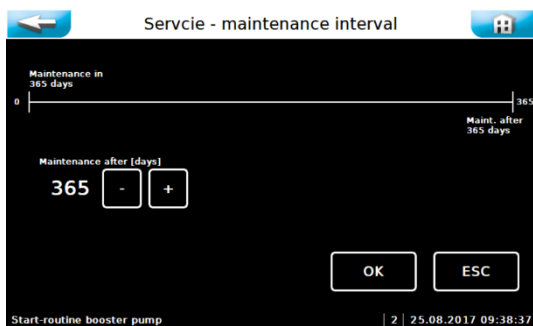 Servcie - maintenance interval
Maintenance in
365 days
0
365
Maint. after
365 days
Maintenance after [days]
365 - +
OK ESC
Start-routine booster pump | 2 | 25.08.2017 09:38:37